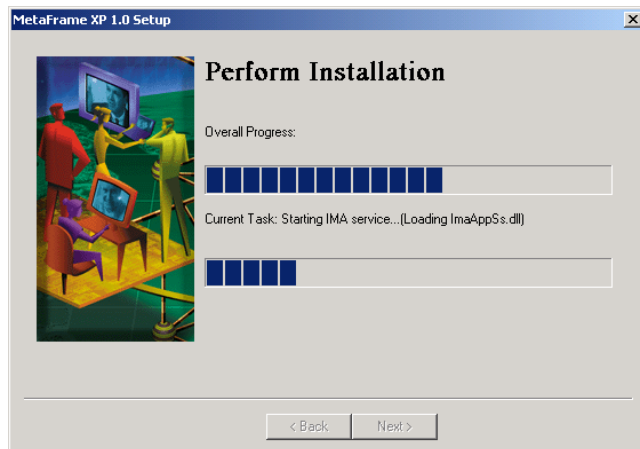 MetaFrame XP 1.0 Setup
Perform Installation
Overall Progress:
Current Task: Starting IMA service...(Loading ImaAppSs.dll)
< Back
Next >